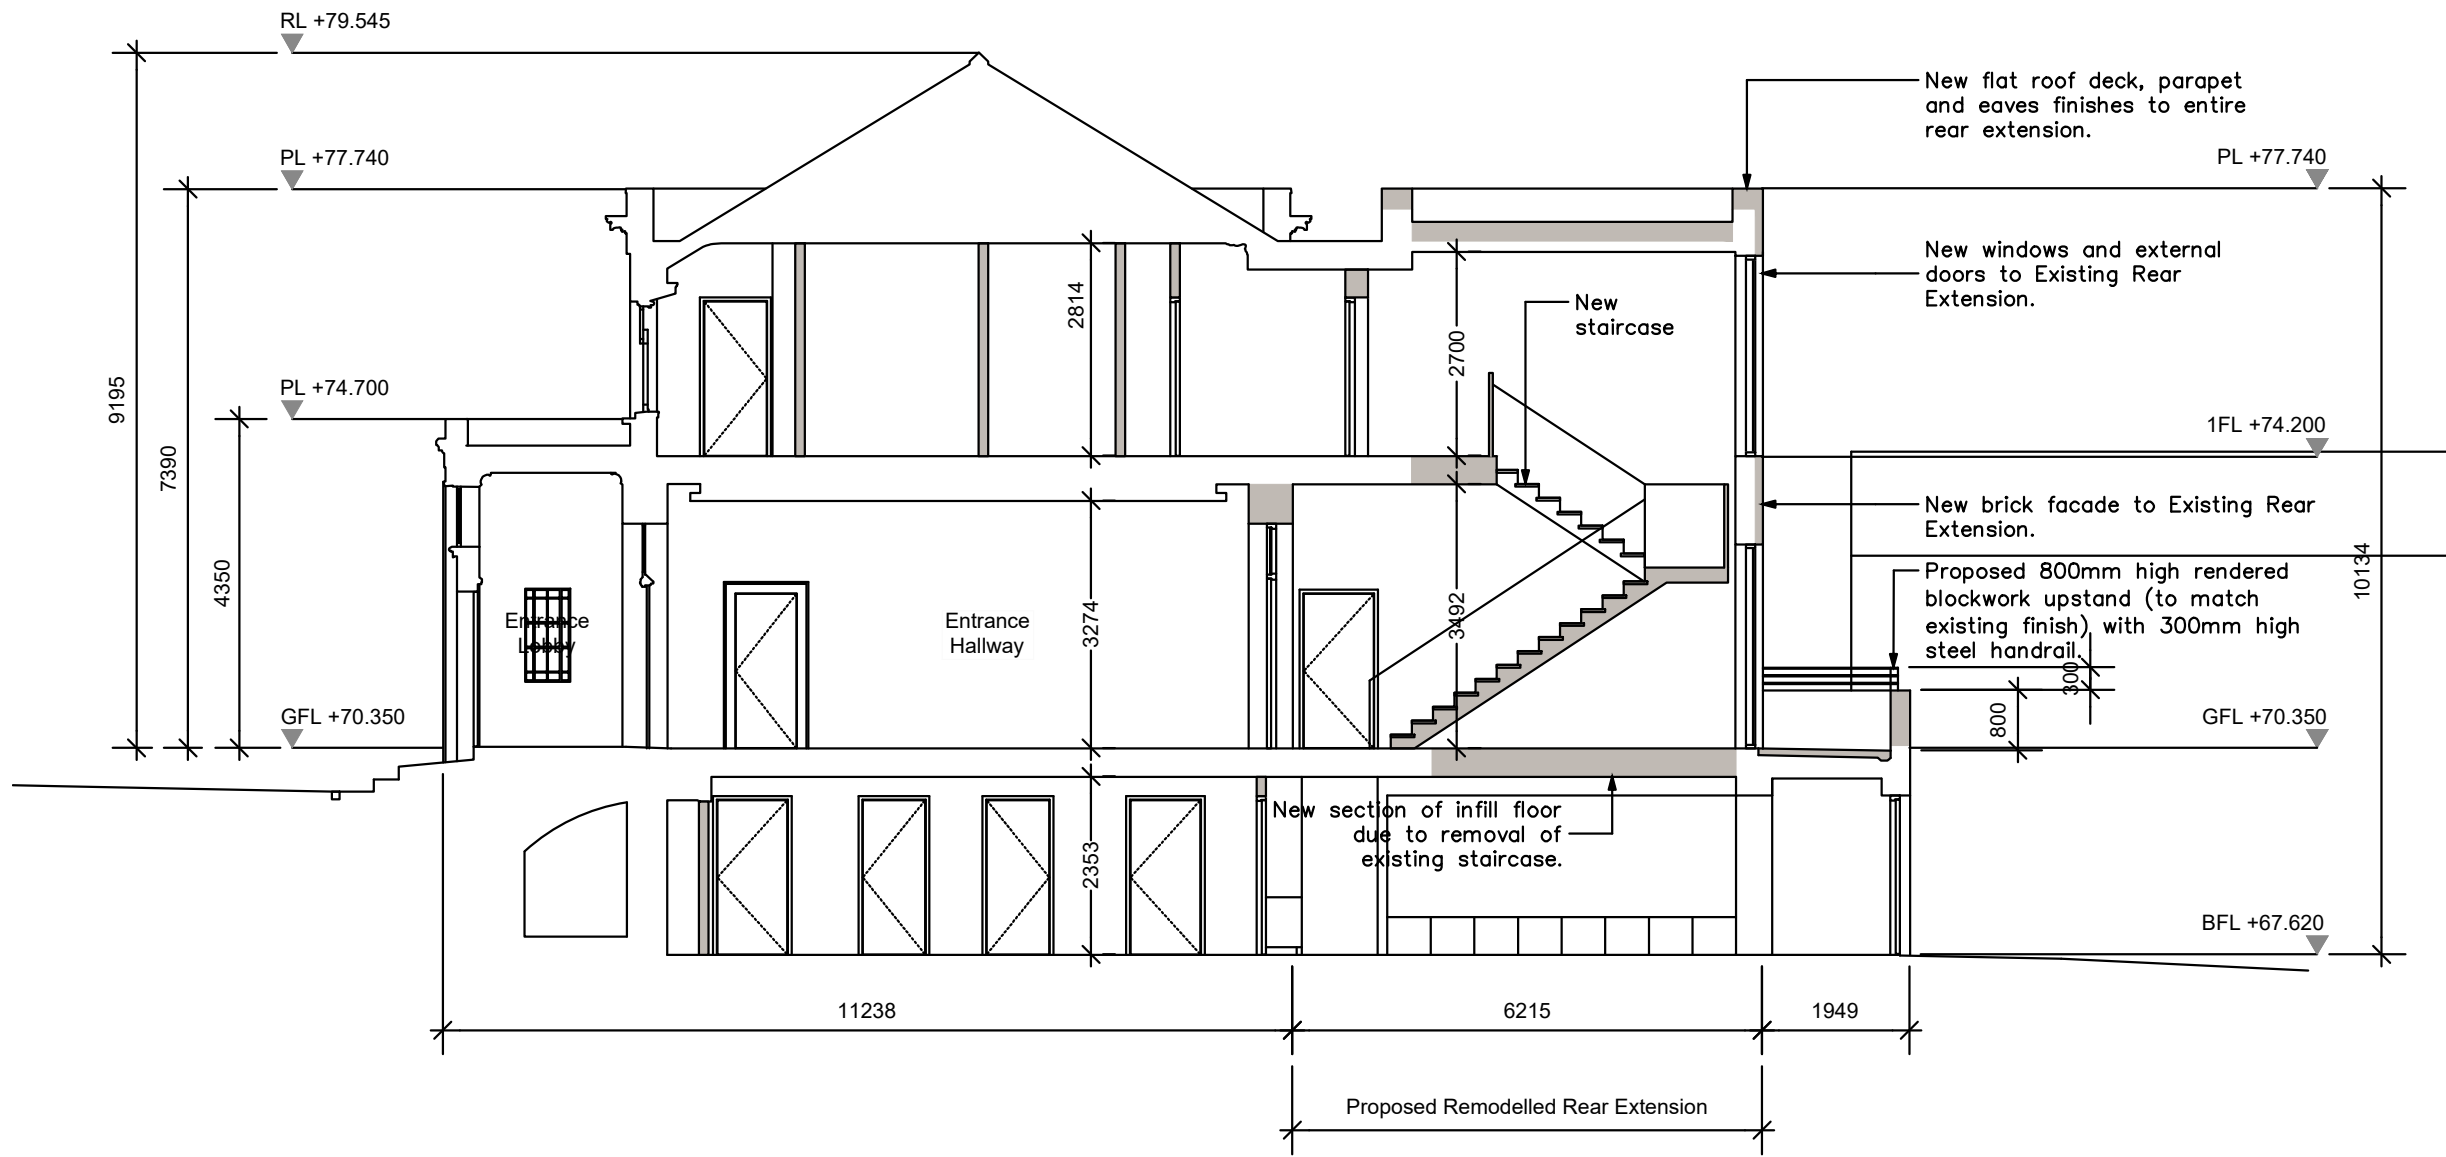 RL +79.545
PL +77.740
PL +74.700
GFL +70.350
9195
7390
4350
New flat roof deck, parapet
and eaves finishes to entire
rear extension.
PL +77.740
New windows and external
doors to Existing Rear
Extension.
New
staircase
2814
2700
1FL +74.200
New brick facade to Existing Rear
Extension.
10134
Proposed 800mm high rendered
blockwork upstand (to match
existing finish) with 300mm high
steel handrail.
300
800
GFL +70.350
Entrance
Lobby
Entrance
Hallway
3274
3492
New section of infill floor
due to removal of
existing staircase.
2353
BFL +67.620
11238
6215
1949
Proposed Remodelled Rear Extension